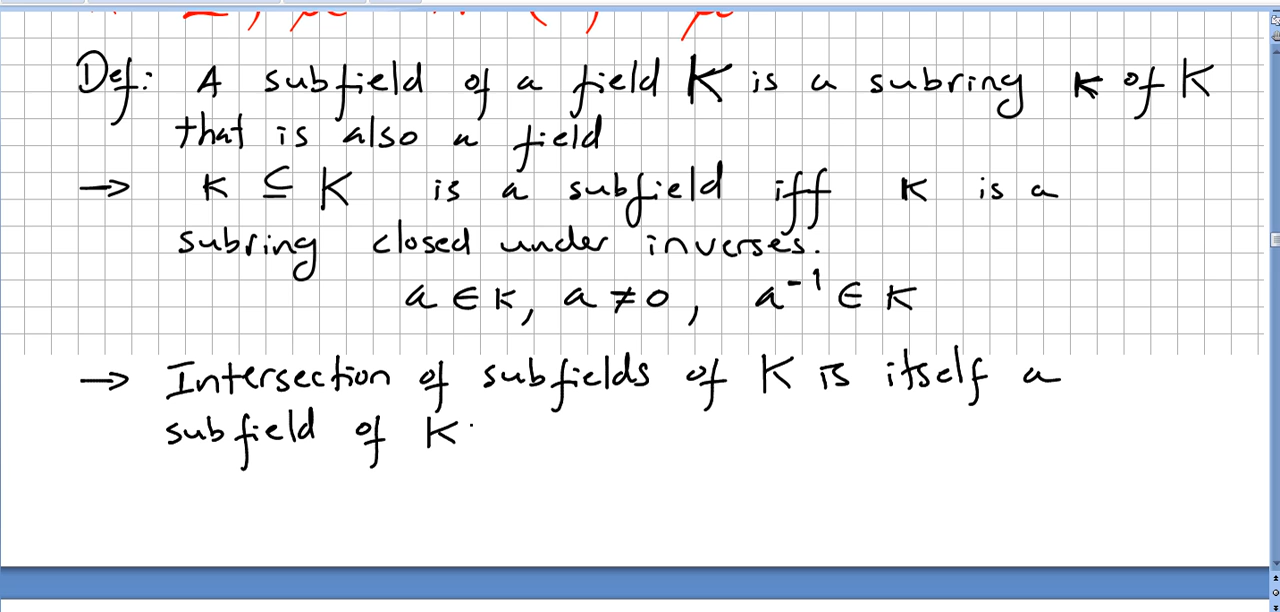 Def: A subfield of a field K is a subring k of K
that is also a field
→ k ⊆ K is a subfield iff k is a
subring closed under inverses.
a ∈ k, a ≠ 0, a⁻¹ ∈ k
→ Intersection of subfields of K is itself a
subfield of K.